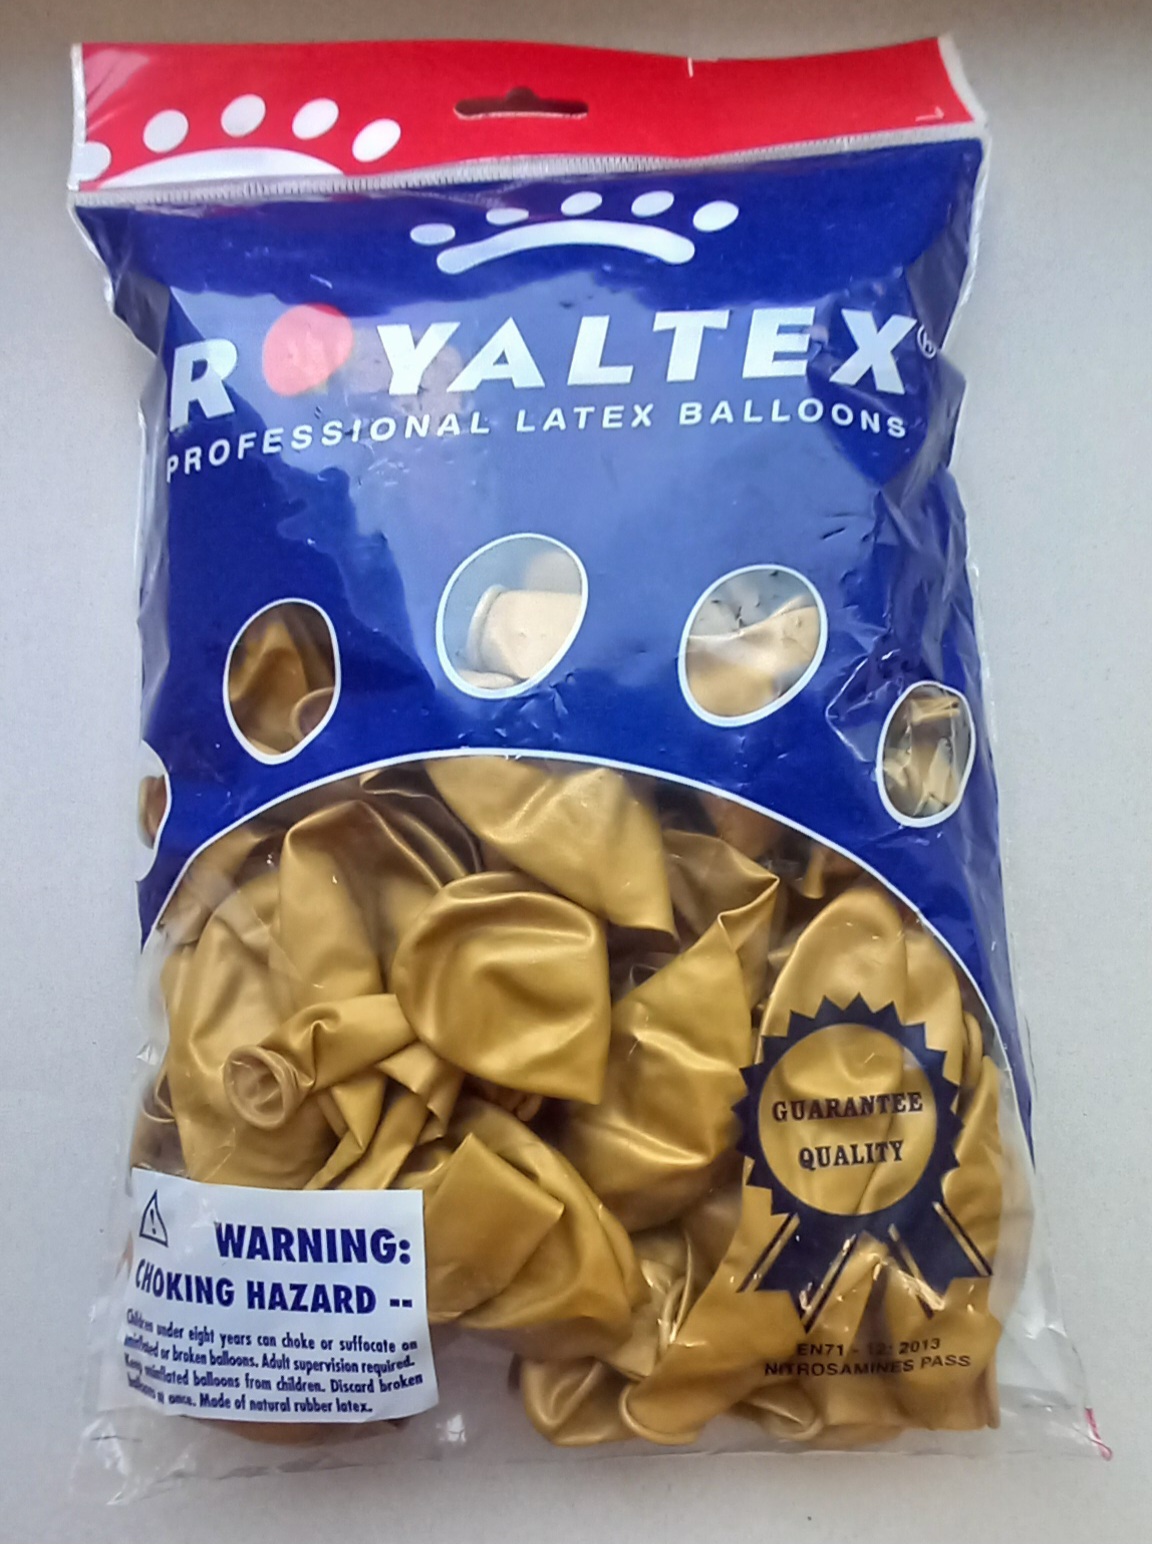 ROYALTEX®
PROFESSIONAL LATEX BALLOONS
GUARANTEE
QUALITY
WARNING:
CHOKING HAZARD --
Children under eight years can choke or suffocate on
uninflated or broken balloons. Adult supervision required.
Keep uninflated balloons from children. Discard broken
balloons at once. Made of natural rubber latex.
EN71 - 12: 2013
NITROSAMINES PASS